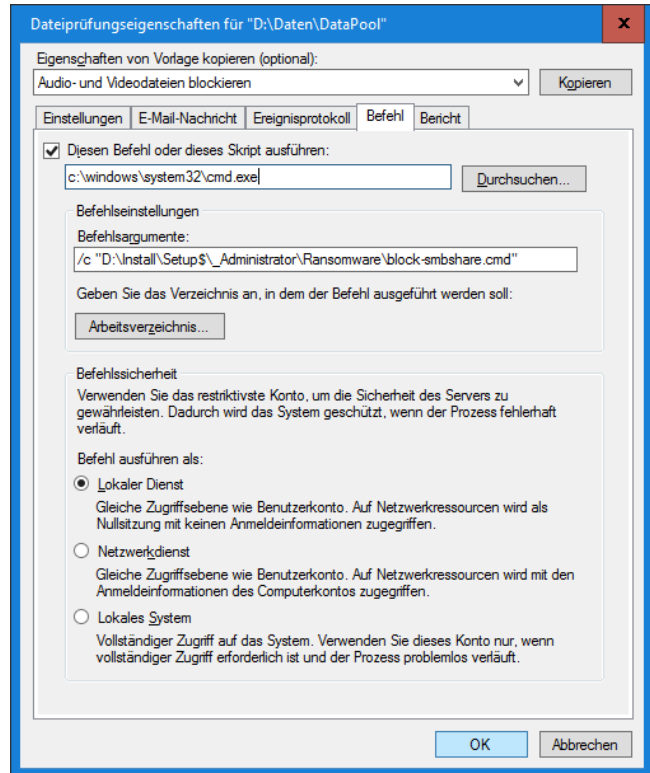 Dateiprüfungseigenschaften für "D:\Daten\DataPool"
x
Eigenschaften von Vorlage kopieren (optional):
Audio- und Videodateien blockieren
Kopieren
Einstellungen E-Mail-Nachricht Ereignisprotokoll Befehl Bericht
Diesen Befehl oder dieses Skript ausführen:
c:\windows\system32\cmd.exe
Durchsuchen...
Befehlseinstellungen
Befehlsargumente:
/c "D:\Install\Setup$\_Administrator\Ransomware\block-smbshare.cmd"
Geben Sie das Verzeichnis an, in dem der Befehl ausgeführt werden soll:
Arbeitsverzeichnis...
Befehlssicherheit
Verwenden Sie das restriktivste Konto, um die Sicherheit des Servers zu
gewährleisten. Dadurch wird das System geschützt, wenn der Prozess fehlerhaft
verläuft.
Befehl ausführen als:
Lokaler Dienst
Gleiche Zugriffsebene wie Benutzerkonto. Auf Netzwerkressourcen wird als
Nullsitzung mit keinen Anmeldeinformationen zugegriffen.
Netzwerkdienst
Gleiche Zugriffsebene wie Benutzerkonto. Auf Netzwerkressourcen wird mit den
Anmeldeinformationen des Computerkontos zugegriffen.
Lokales System
Vollständiger Zugriff auf das System. Verwenden Sie dieses Konto nur, wenn
vollständiger Zugriff erforderlich ist und der Prozess problemlos verläuft.
OK
Abbrechen